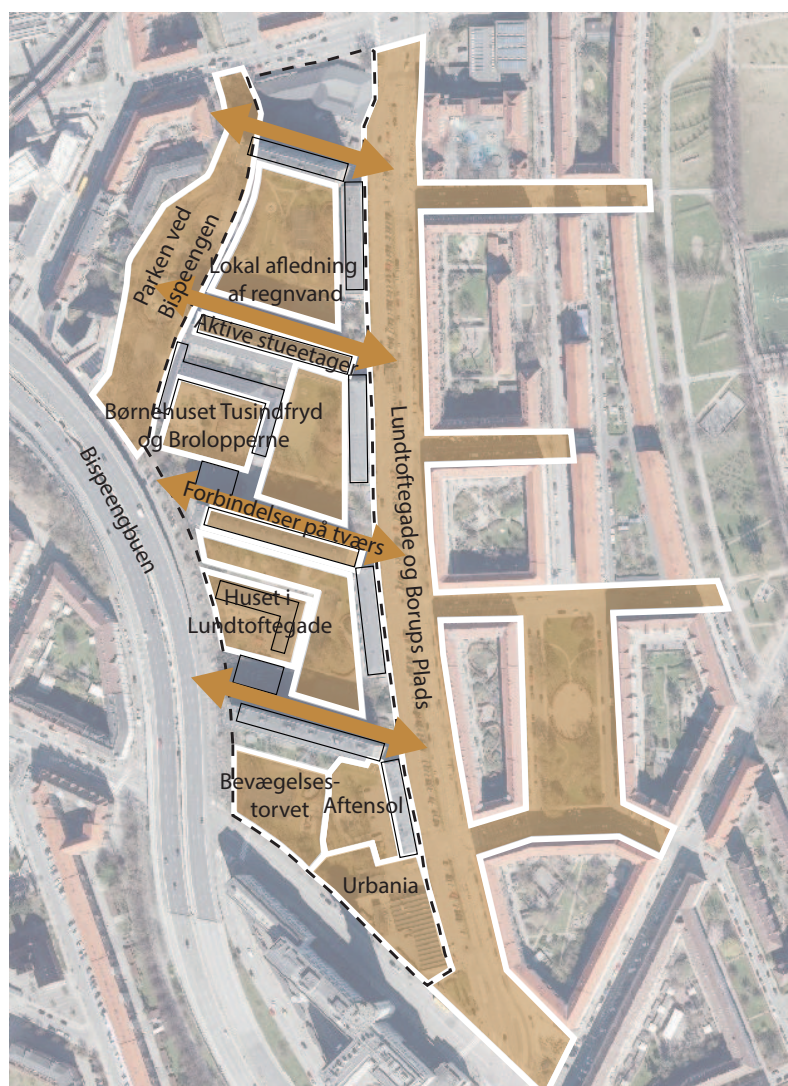 Parken ved
Bispeengen
Lokal afledning
af regnvand
Aktive stueetager
Børnehuset Tusindfryd
og Brolopperne
Bispeengbuen
Forbindelser på tværs
Lundtoftegade og Borups Plads
Huset i
Lundtoftegade
Bevægelses-
torvet
Aftensol
Urbania